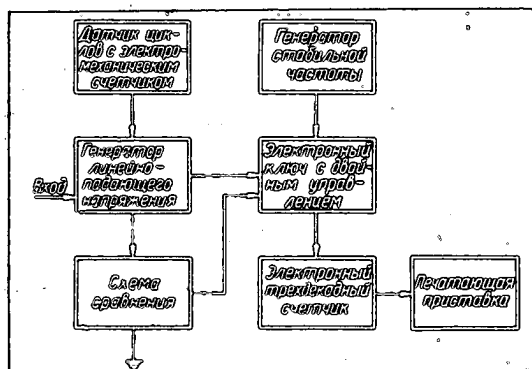 Датчик цик-
лов с электро-
механическим
счетчиком
Генератор
стабильной
частоты
Генератор
линейно-
падающего
напряжения
Вход
Электронный
ключ с двой-
ным управ-
лением
Схема
сравнения
Электронный
трехдекадный
счетчик
Печатающая
приставка